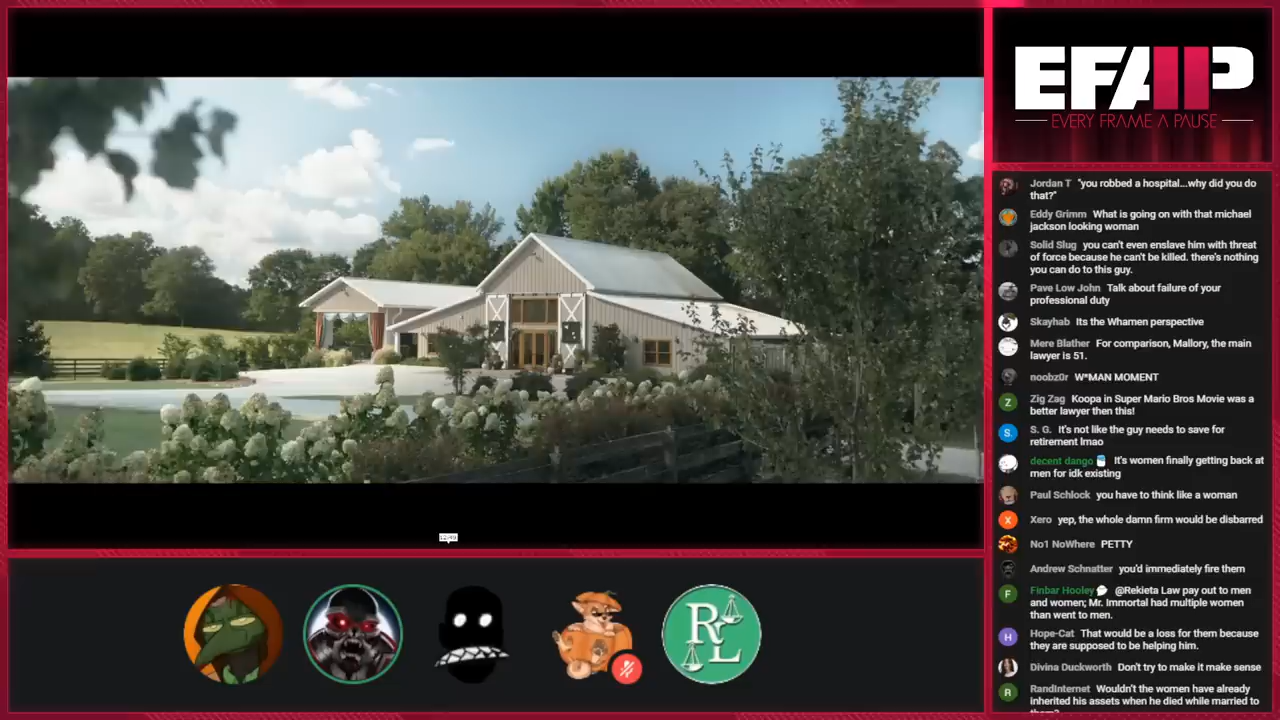 EFAP
EVERY FRAME A PAUSE
Jordan T "you robbed a hospital...why did you do
that?"
Eddy Grimm What is going on with that michael
jackson looking woman
Solid Slug you can't even enslave him with threat
of force because he can't be killed. there's nothing
you can do to this guy.
Pave Low John Talk about failure of your
professional duty
Skayhab Its the Whamen perspective
Mere Blather For comparison, Mallory, the main
lawyer is 51.
noobz0r W*MAN MOMENT
Z
Zig Zag Koopa in Super Mario Bros Movie was a
better lawyer then this!
S.
S. G. It's not like the guy needs to save for
retirement lmao
decent dango It's women finally getting back at
men for idk existing
Paul Schlock you have to think like a woman
X
Xero yep, the whole damn firm would be disbarred
No1 NoWhere PETTY
Andrew Schnatter you'd immediately fire them
F
Finbar Hooley @Rekieta Law pay out to men
and women; Mr. Immortal had multiple women
than went to men.
H
Hope-Cat That would be a loss for them because
they are supposed to be helping him.
Divina Duckworth Don't try to make it make sense
R
RandInternet Wouldn't the women have already
inherited his assets when he died while married to
them?
12:49
RL